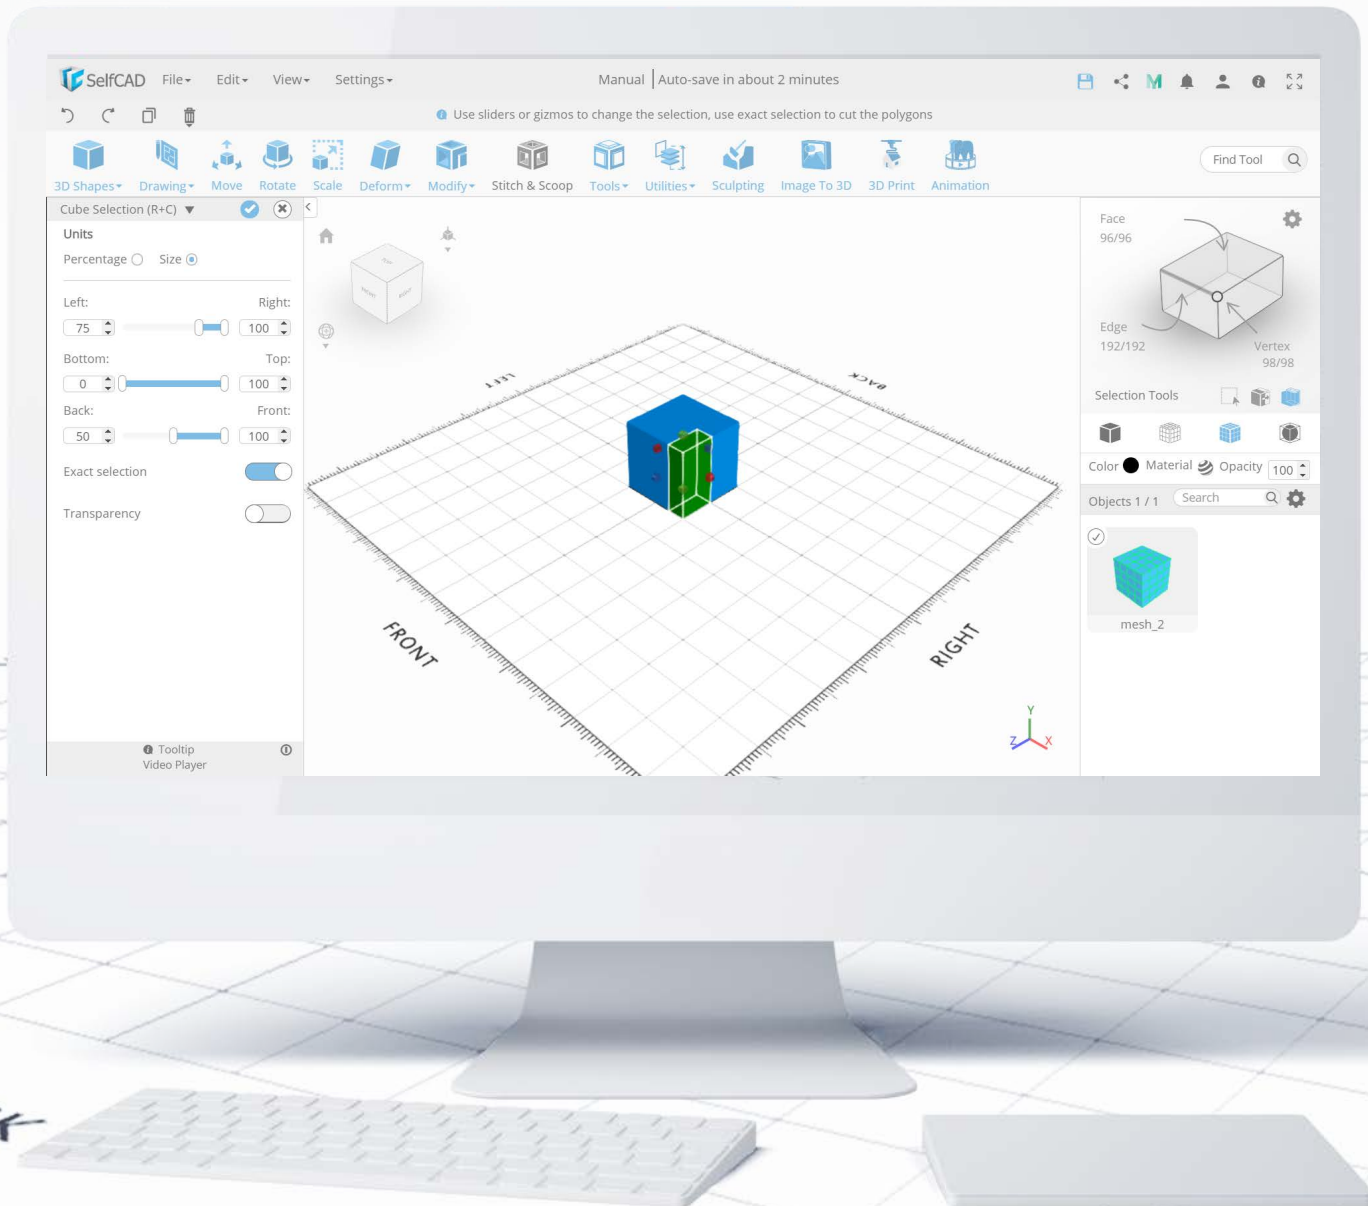 SelfCAD File Edit View Settings Manual Auto-save in about 2 minutes
Use sliders or gizmos to change the selection, use exact selection to cut the polygons
3D Shapes Drawing Move Rotate Scale Deform Modify Stitch & Scoop Tools Utilities Sculpting Image To 3D 3D Print Animation Find Tool
Cube Selection (R+C)
Units
Percentage Size
Left: Right:
75 100
Bottom: Top:
0 100
Back: Front:
50 100
Exact selection
Transparency
Tooltip
Video Player
LEFT
BACK
FRONT
RIGHT
Y
Z X
Face
96/96
Edge
192/192
Vertex
98/98
Selection Tools
Color Material Opacity 100
Objects 1 / 1 Search
mesh_2